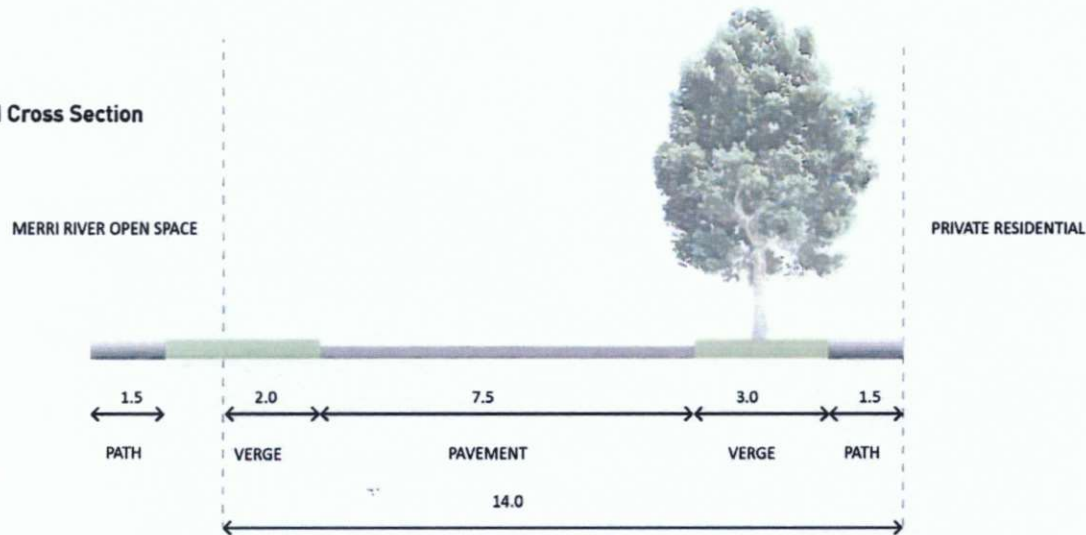 Cross Section
MERRI RIVER OPEN SPACE
PRIVATE RESIDENTIAL
1.5 2.0 7.5 3.0 1.5
PATH VERGE PAVEMENT VERGE PATH
14.0